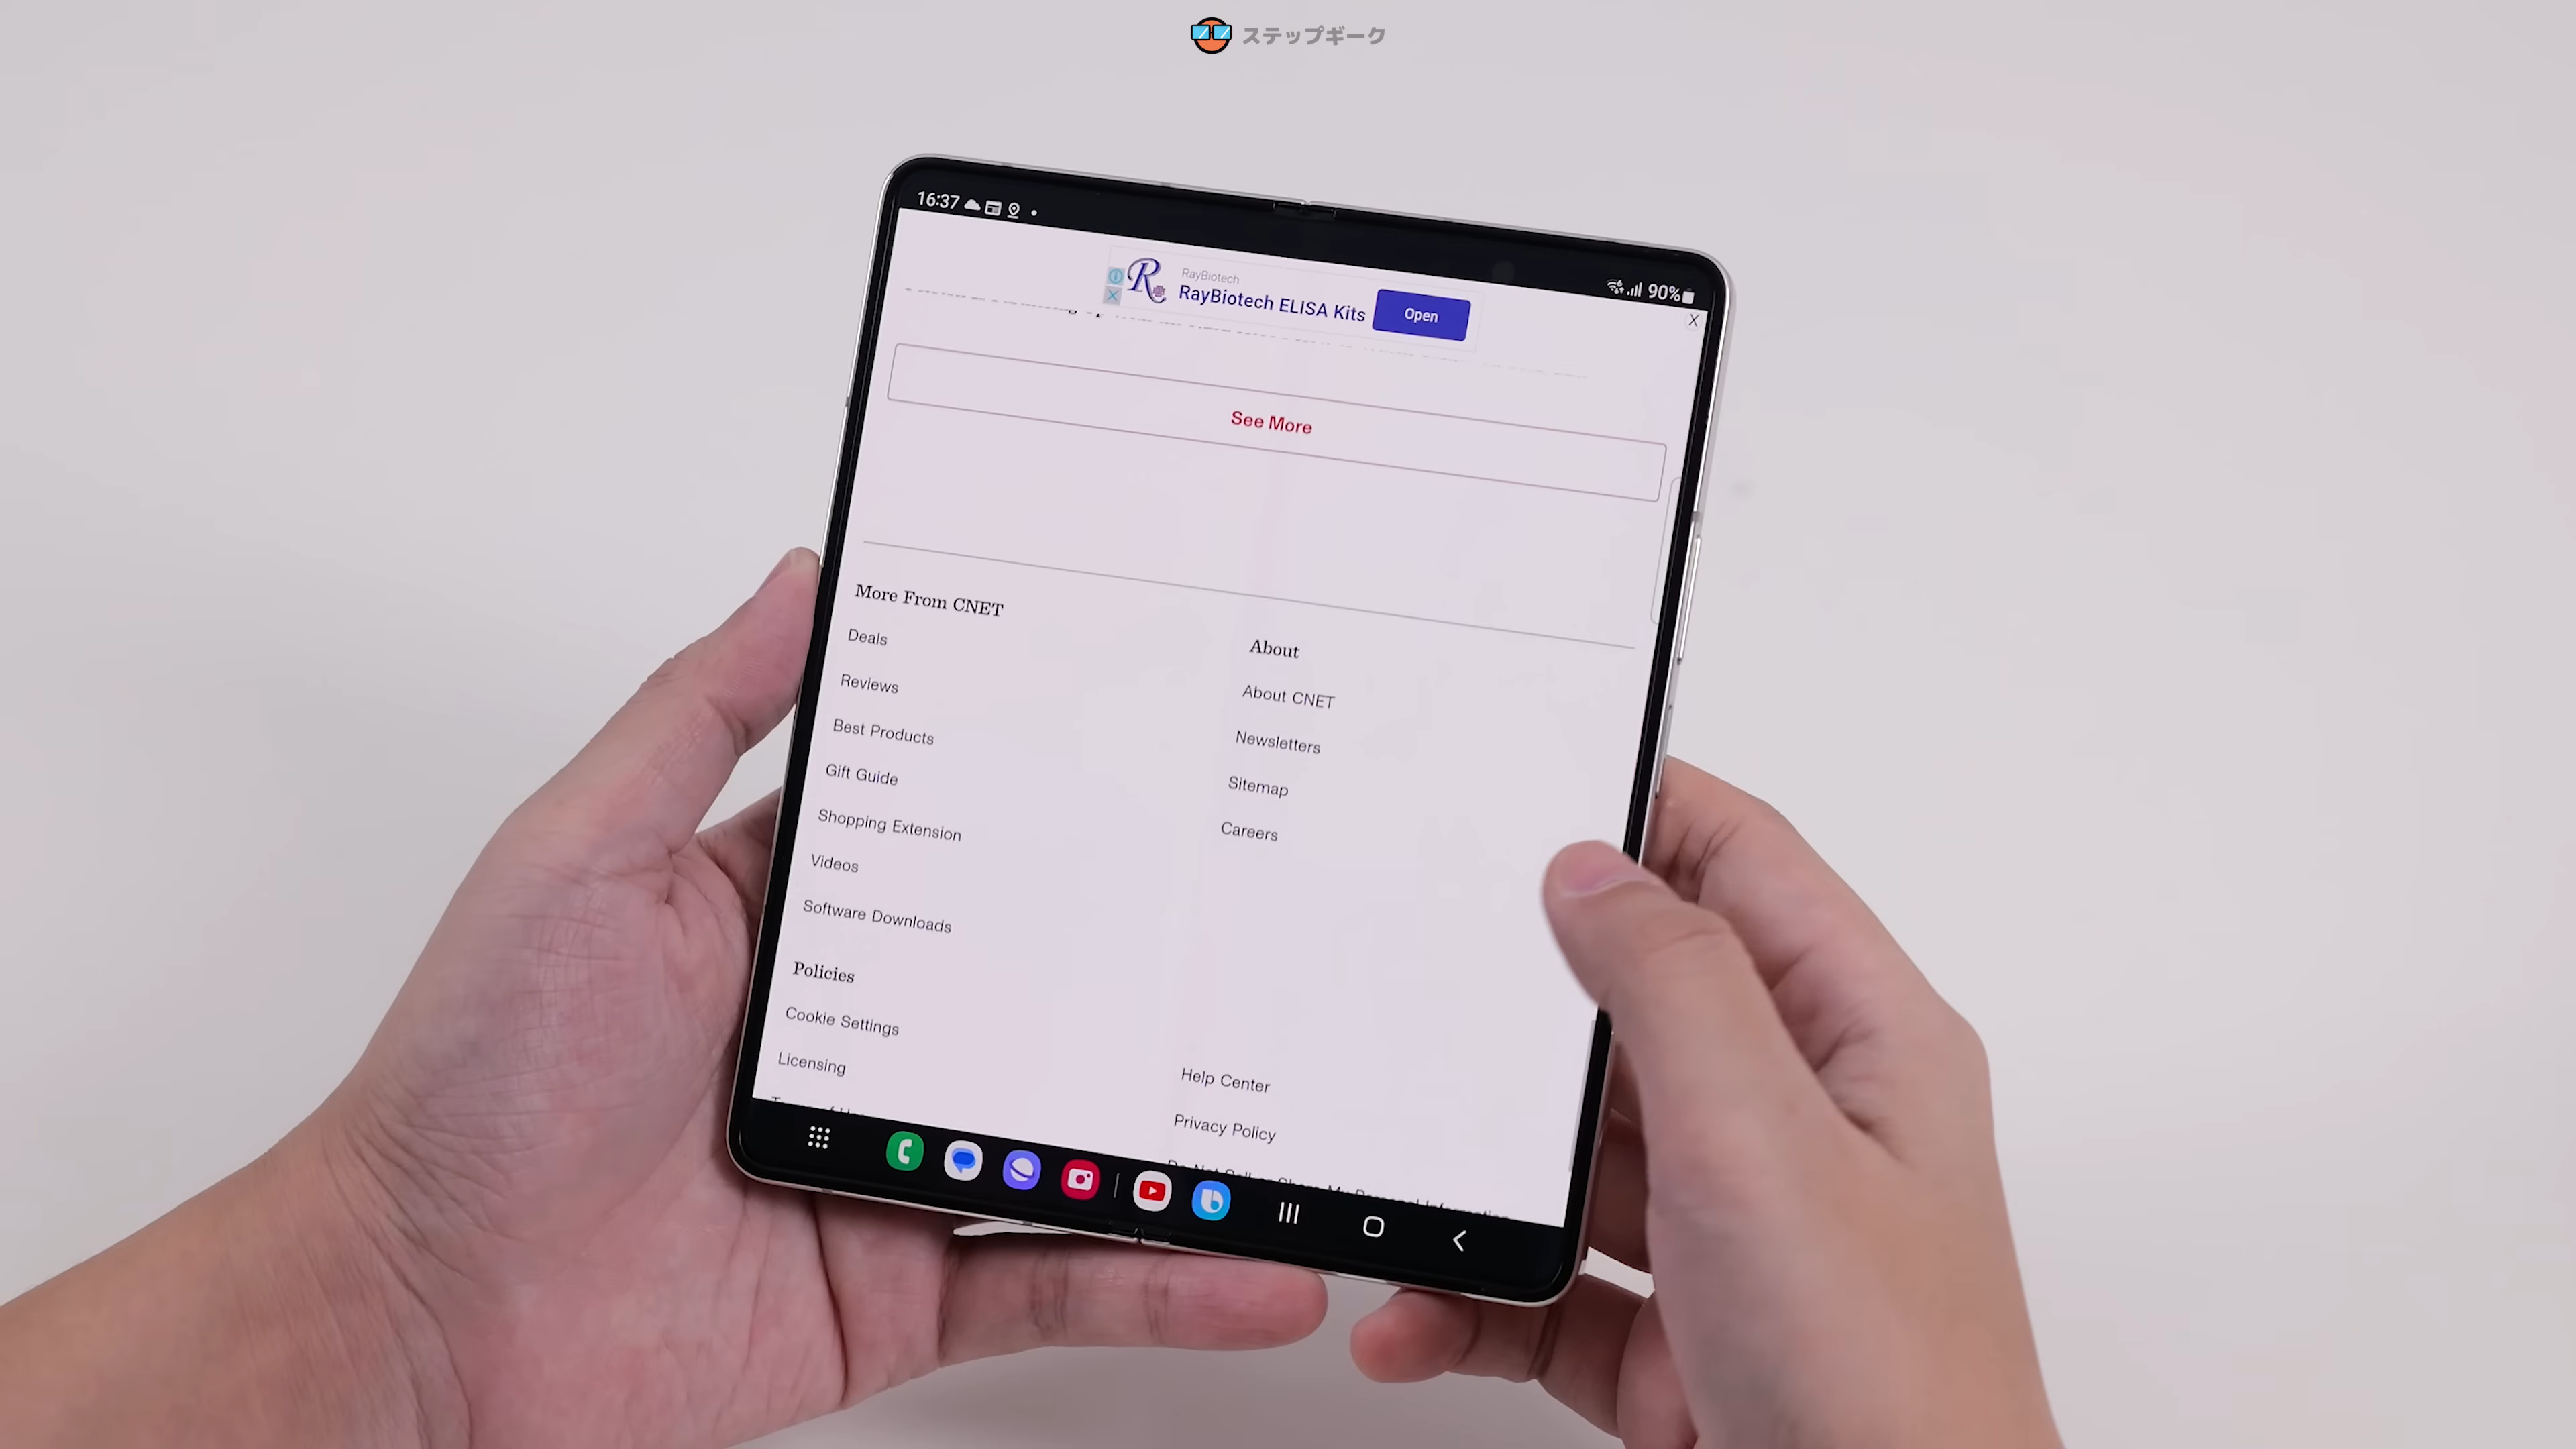 ステップギーク
16:37
90%
RayBiotech
RayBiotech ELISA Kits
Open
X
See More
More From CNET
Deals
Reviews
Best Products
Gift Guide
Shopping Extension
Videos
Software Downloads
About
About CNET
Newsletters
Sitemap
Careers
Policies
Cookie Settings
Licensing
Help Center
Privacy Policy